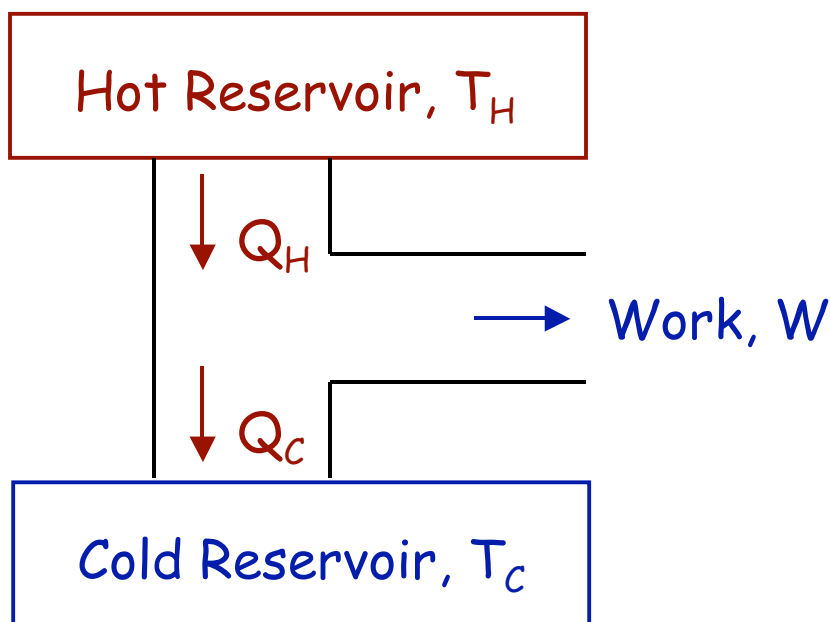 Hot Reservoir, T_H
Q_H
Work, W
Q_C
Cold Reservoir, T_C